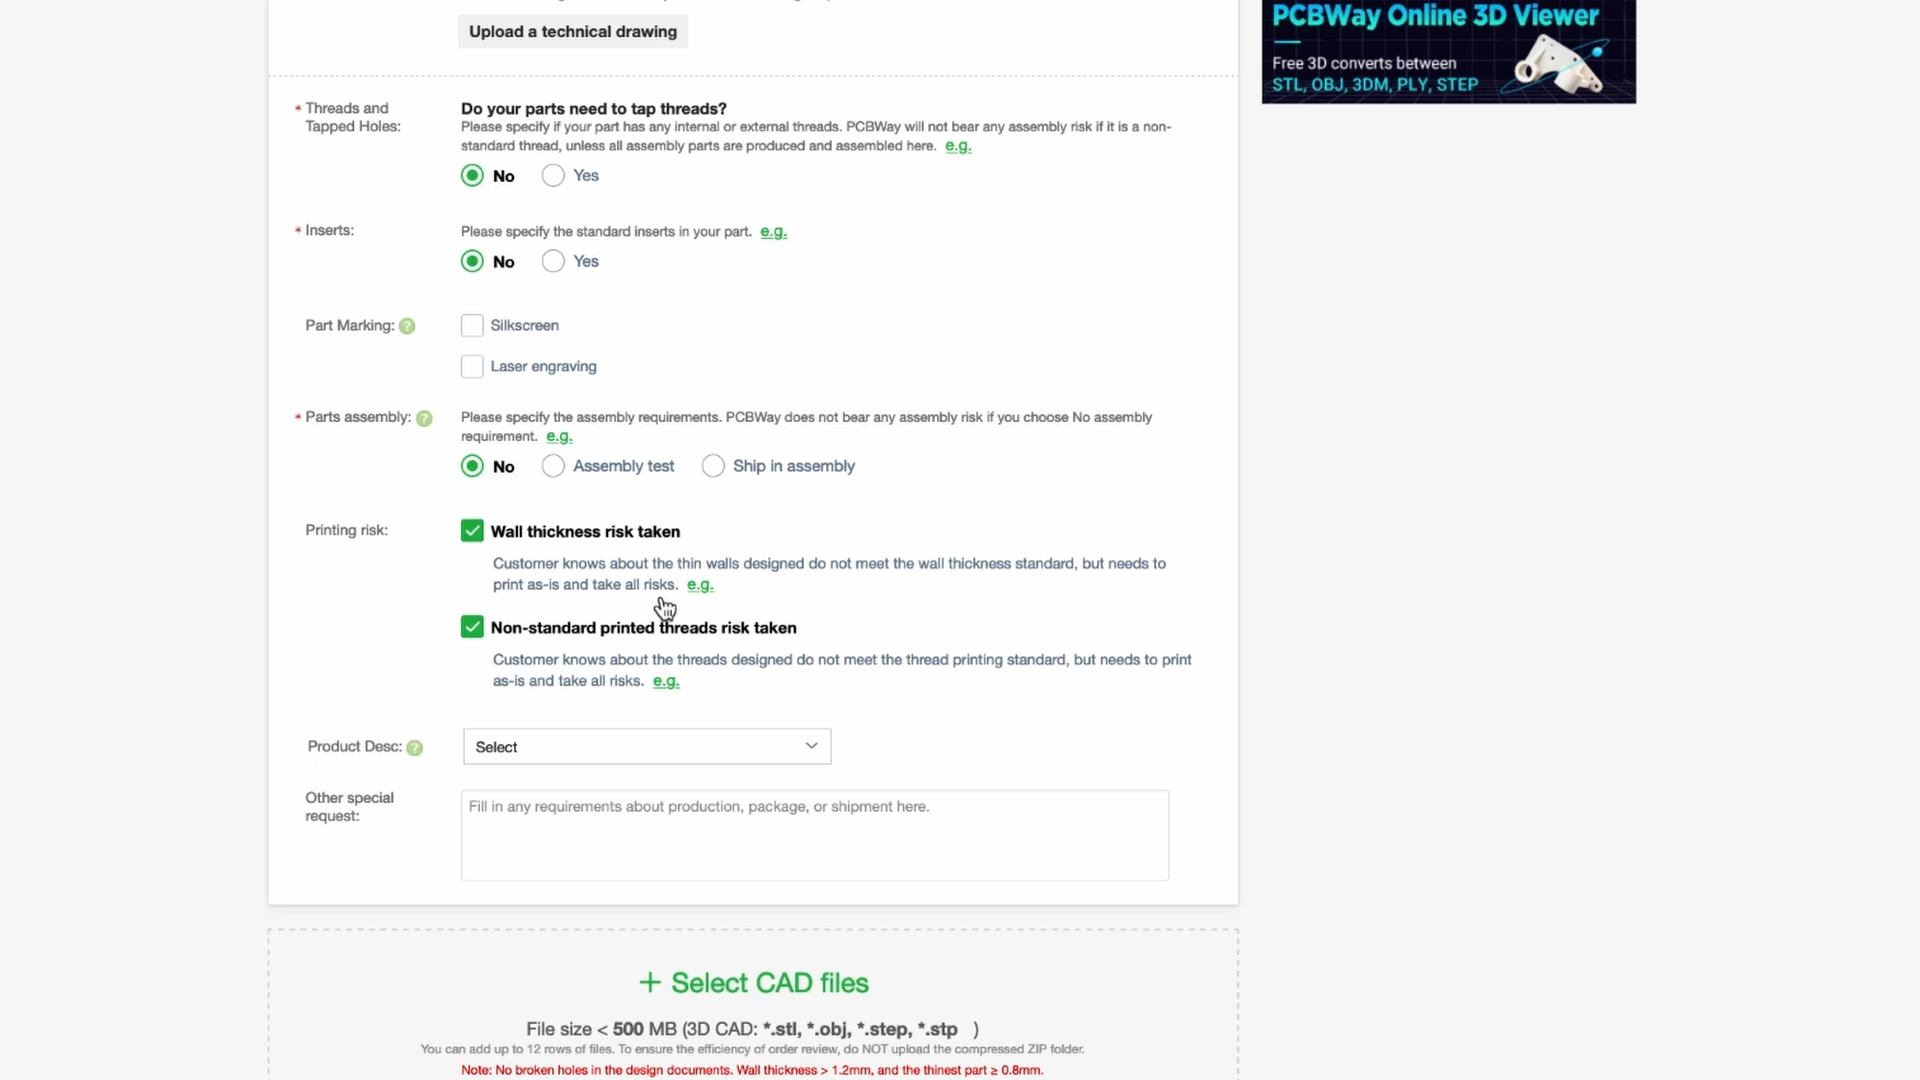 Upload a technical drawing
PCBWay Online 3D Viewer
Free 3D converts between
STL, OBJ, 3DM, PLY, STEP
* Threads and
Tapped Holes:
Do your parts need to tap threads?
Please specify if your part has any internal or external threads. PCBWay will not bear any assembly risk if it is a non-
standard thread, unless all assembly parts are produced and assembled here. e.g.
No Yes
* Inserts:
Please specify the standard inserts in your part. e.g.
No Yes
Part Marking: ?
Silkscreen
Laser engraving
* Parts assembly: ?
Please specify the assembly requirements. PCBWay does not bear any assembly risk if you choose No assembly
requirement. e.g.
No Assembly test Ship in assembly
Printing risk:
Wall thickness risk taken
Customer knows about the thin walls designed do not meet the wall thickness standard, but needs to
print as-is and take all risks. e.g.
Non-standard printed threads risk taken
Customer knows about the threads designed do not meet the thread printing standard, but needs to print
as-is and take all risks. e.g.
Product Desc: ?
Select
Other special
request:
Fill in any requirements about production, package, or shipment here.
+ Select CAD files
File size < 500 MB (3D CAD: *.stl, *.obj, *.step, *.stp )
You can add up to 12 rows of files. To ensure the efficiency of order review, do NOT upload the compressed ZIP folder.
Note: No broken holes in the design documents. Wall thickness > 1.2mm, and the thinest part ≥ 0.8mm.